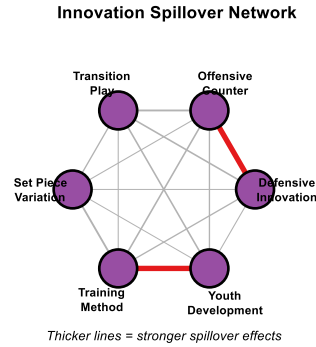 Innovation Spillover Network
Transition
Play
Offensive
Counter
Set Piece
Variation
Defensive
Innovation
Training
Method
Youth
Development
Thicker lines = stronger spillover effects